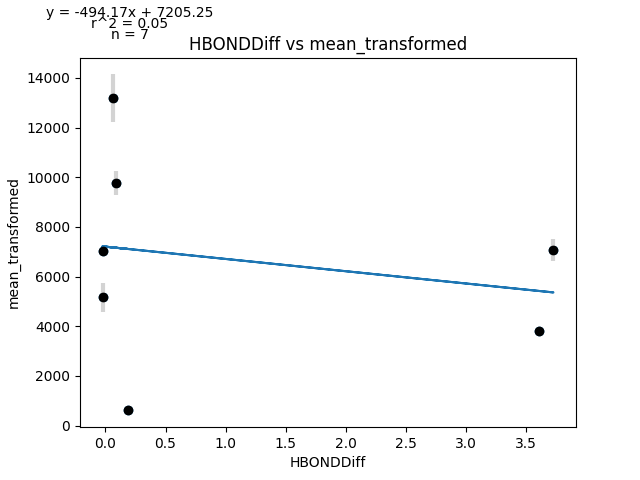 y = -494.17x + 7205.25
r^2 = 0.05
n = 7
HBONDDiff vs mean_transformed
mean_transformed
14000
12000
10000
8000
6000
4000
2000
0
0.0 0.5 1.0 1.5 2.0 2.5 3.0 3.5
HBONDDiff